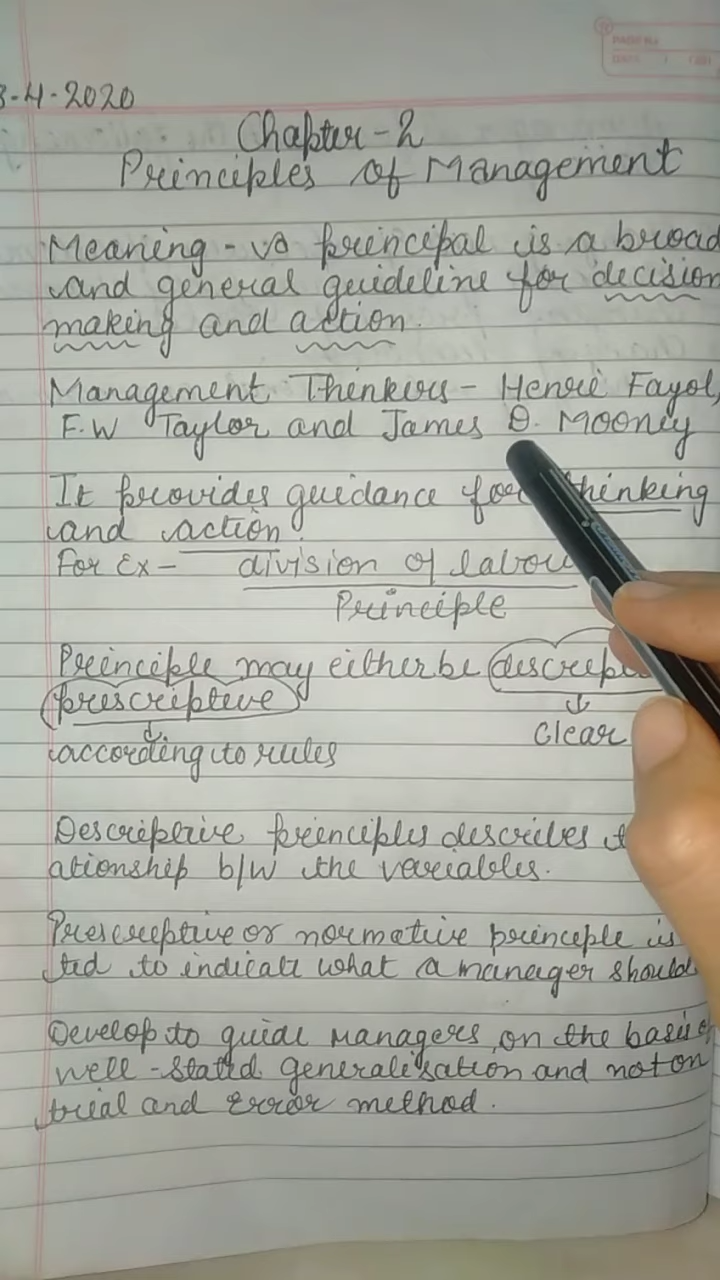 3-4-2020
Chapter-2
Principles of Management
Meaning - A principal is a broad
and general guideline for decision
making and action.
Management Thinkers - Henri Fayol,
F.W Taylor and James D. Mooney
It provides guidance for thinking
and action.
For Ex - division of labou
Principle
Principle may either be descrip
prescriptive
Clear
according to rules
Descriptive principles describes t
ationship b/w the variables.
Prescriptive or normative principle is
ted to indicate what a manager should
Develop to guide managers on the basis of
well-stated generalisation and not on
trial and error method.